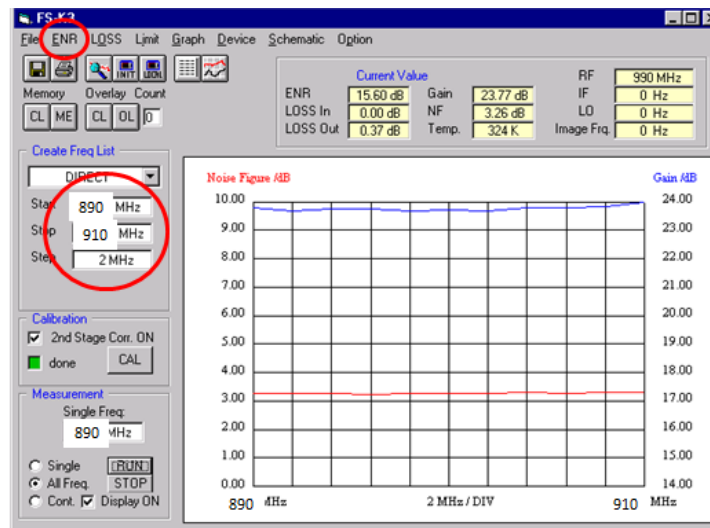 FS-K3
File ENR LOSS Limit Graph Device Schematic Option
INIT LOCAL
Memory Overlay Count
CL ME CL OL 0
Current Value
ENR 15.60 dB Gain 23.77 dB
LOSS In 0.00 dB NF 3.26 dB
LOSS Out 0.37 dB Temp. 324 K
RF 990 MHz
IF 0 Hz
LO 0 Hz
Image Frq. 0 Hz
Create Freq List
DIRECT
Start 890 MHz
Stop 910 MHz
Step 2 MHz
Calibration
2nd Stage Corr. ON
done CAL
Measurement
Single Freq:
890 MHz
Single RUN
All Freq. STOP
Cont. Display ON
Noise Figure /dB Gain /dB
10.00 24.00
9.00 23.00
8.00 22.00
7.00 21.00
6.00 20.00
5.00 19.00
4.00 18.00
3.00 17.00
2.00 16.00
1.00 15.00
0.00 14.00
890 MHz 2 MHz / DIV 910 MHz